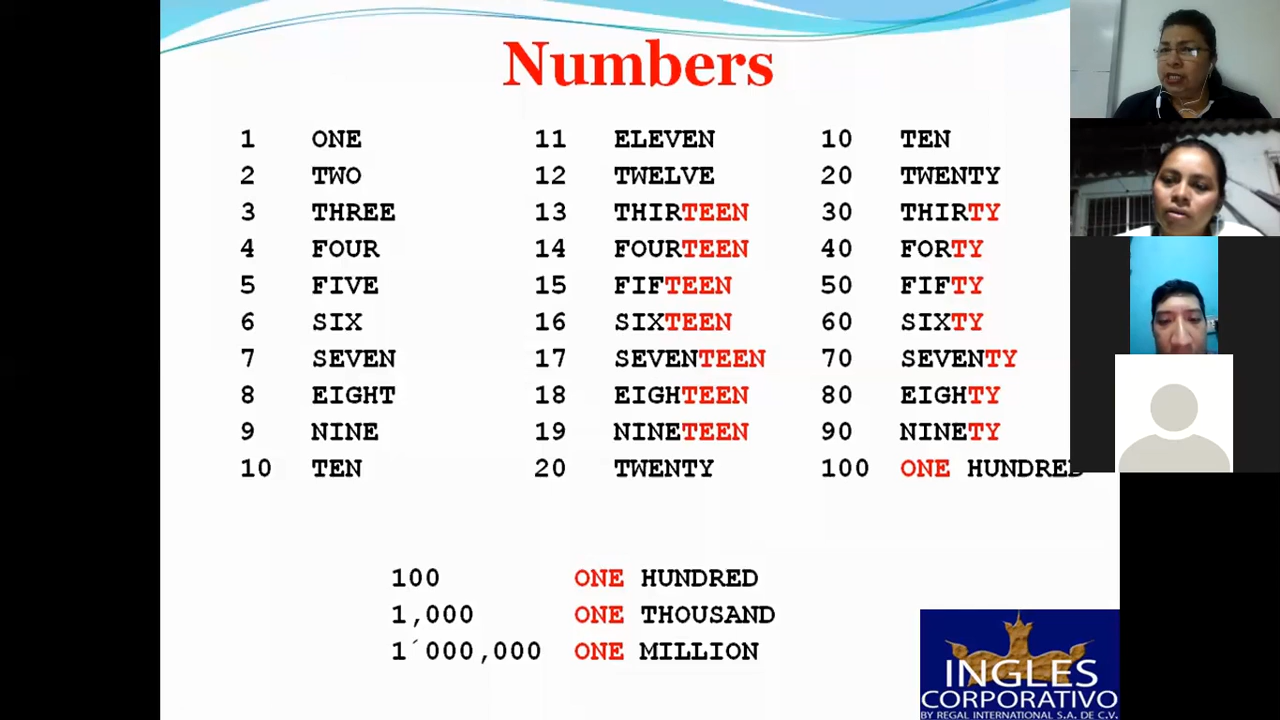 Numbers
1 ONE 11 ELEVEN 10 TEN
2 TWO 12 TWELVE 20 TWENTY
3 THREE 13 THIRTEEN 30 THIRTY
4 FOUR 14 FOURTEEN 40 FORTY
5 FIVE 15 FIFTEEN 50 FIFTY
6 SIX 16 SIXTEEN 60 SIXTY
7 SEVEN 17 SEVENTEEN 70 SEVENTY
8 EIGHT 18 EIGHTEEN 80 EIGHTY
9 NINE 19 NINETEEN 90 NINETY
10 TEN 20 TWENTY 100 ONE HUNDRED
100 ONE HUNDRED
1,000 ONE THOUSAND
1´000,000 ONE MILLION
INGLES
CORPORATIVO
BY REGAL INTERNATIONAL S.A. DE C.V.